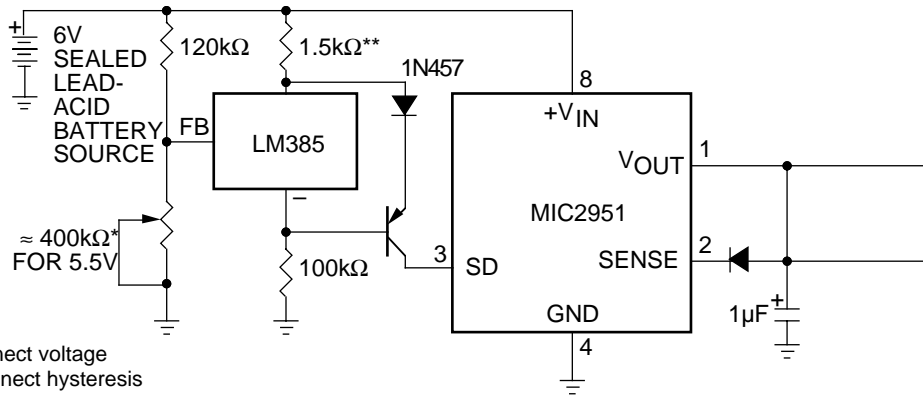 +
6V
SEALED
LEAD-
ACID
BATTERY
SOURCE
120kΩ
1.5kΩ**
1N457
FB
LM385
–
≈ 400kΩ*
FOR 5.5V
100kΩ
8
+VIN
VOUT
1
MIC2951
3
SD
SENSE
2
GND
4
1µF
+
nect voltage
nnect hysteresis